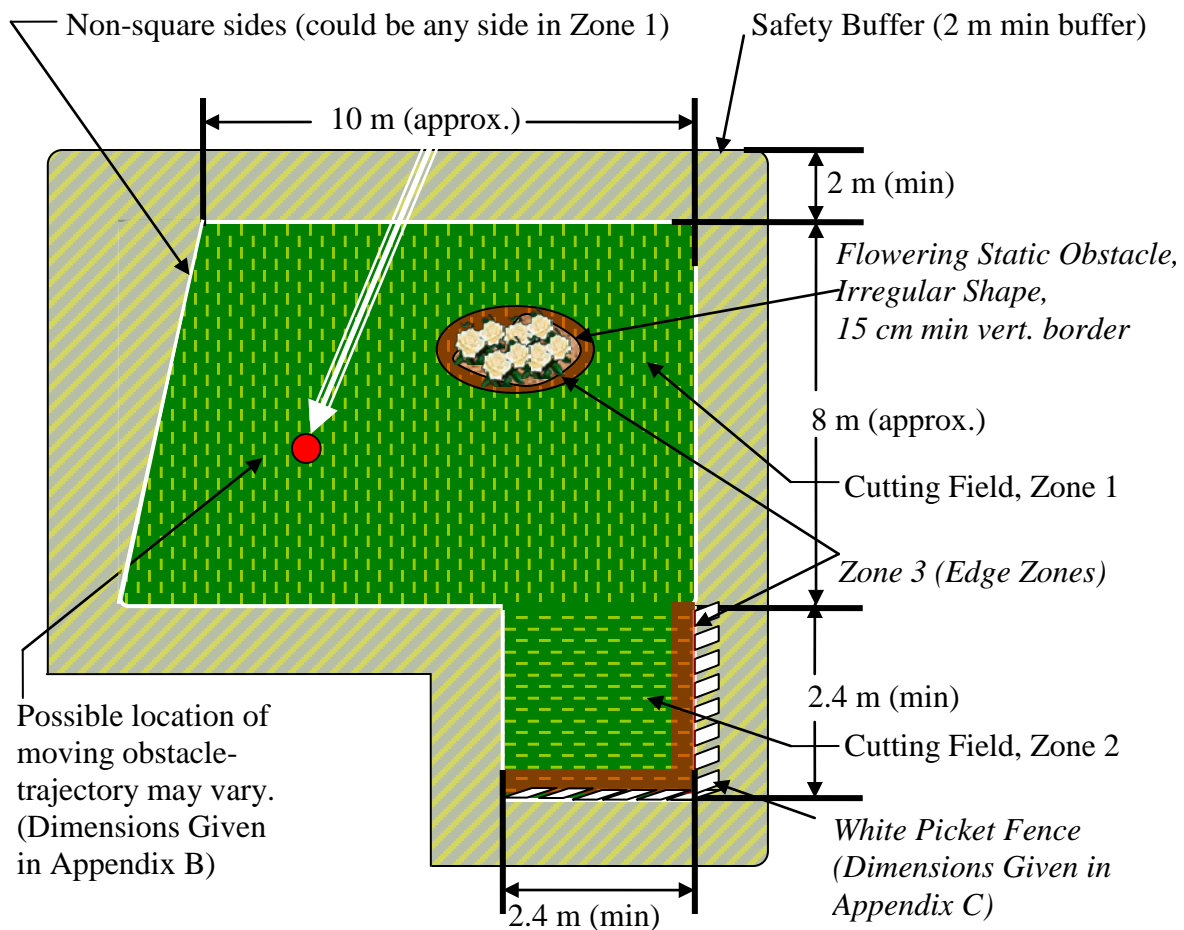 Non-square sides (could be any side in Zone 1)
Safety Buffer (2 m min buffer)
10 m (approx.)
2 m (min)
Flowering Static Obstacle,
Irregular Shape,
15 cm min vert. border
8 m (approx.)
Cutting Field, Zone 1
Zone 3 (Edge Zones)
2.4 m (min)
Cutting Field, Zone 2
Possible location of
moving obstacle-
trajectory may vary.
(Dimensions Given
in Appendix B)
White Picket Fence
(Dimensions Given in
Appendix C)
2.4 m (min)